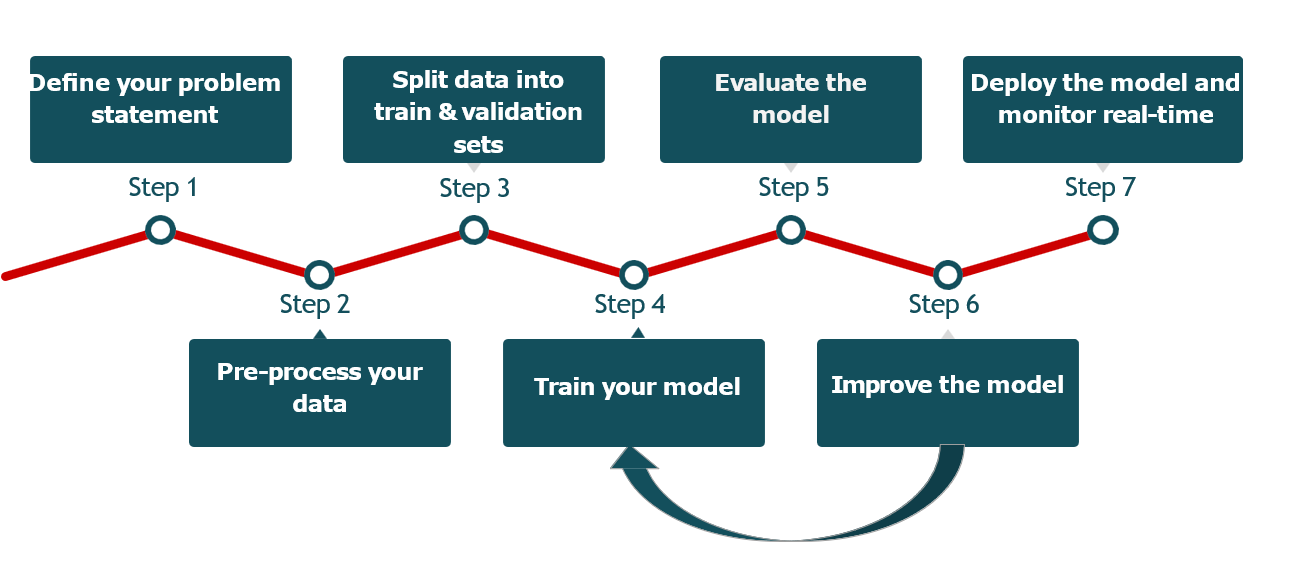 Define your problem
statement
Split data into
train & validation
sets
Evaluate the
model
Deploy the model and
monitor real-time
Step 1
Step 3
Step 5
Step 7
Step 2
Step 4
Step 6
Pre-process your
data
Train your model
Improve the model